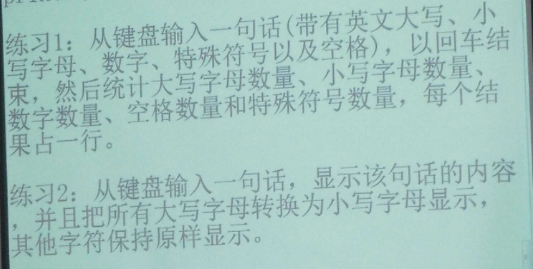 练习1：从键盘输入一句话(带有英文大写、小
写字母、数字、特殊符号以及空格)，以回车结
束，然后统计大写字母数量、小写字母数量、
数字数量、空格数量和特殊符号数量，每个结
果占一行。
练习2：从键盘输入一句话，显示该句话的内容
，并且把所有大写字母转换为小写字母显示，
其他字符保持原样显示。